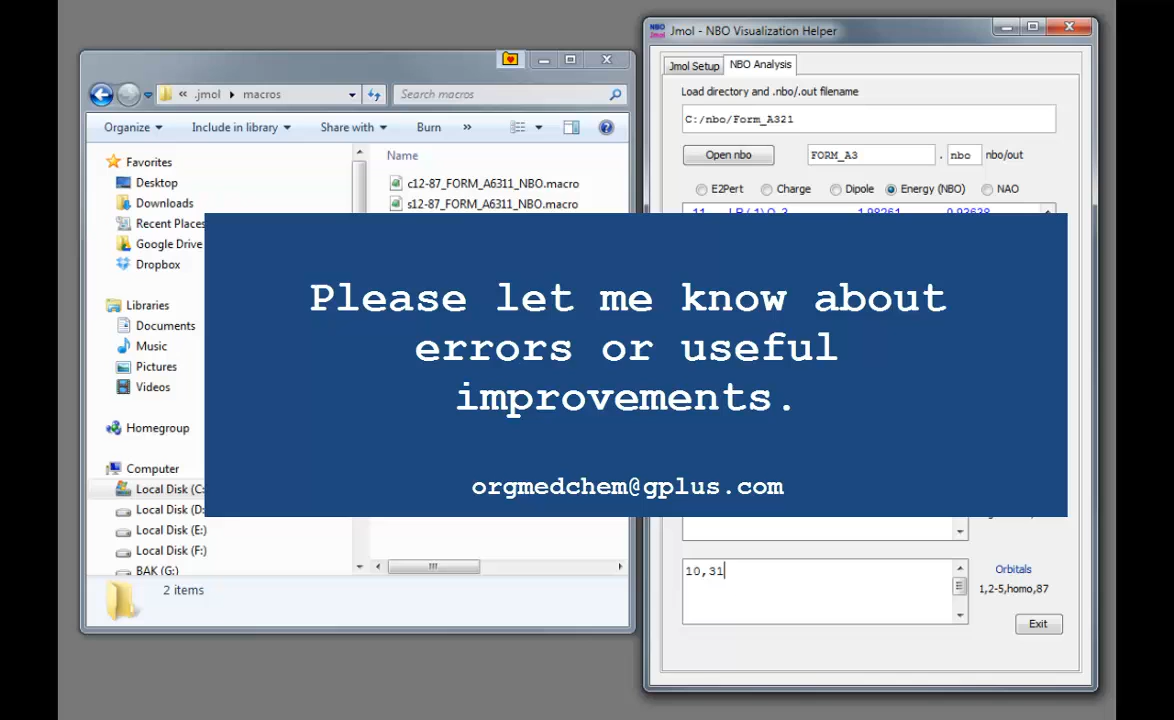 .jmol ▸ macros
Search macros
Organize
Include in library
Share with
Burn
»
Favorites
Desktop
Downloads
Recent Places
Google Drive
Dropbox
Libraries
Documents
Music
Pictures
Videos
Homegroup
Computer
Local Disk (C:
Local Disk (D:
Local Disk (E:)
Local Disk (F:)
BAK (G:)
Name
c12-87_FORM_A6311_NBO.macro
s12-87_FORM_A6311_NBO.macro
2 items
NBO
Jmol
Jmol - NBO Visualization Helper
Jmol Setup
NBO Analysis
Load directory and .nbo/.out filename
C:/nbo/Form_A321
Open nbo
FORM_A3 . nbo nbo/out
E2Pert Charge Dipole Energy (NBO) NAO
Please let me know about
errors or useful
improvements.
orgmedchem@gplus.com
10,31
Orbitals
1,2-5,homo,87
Exit